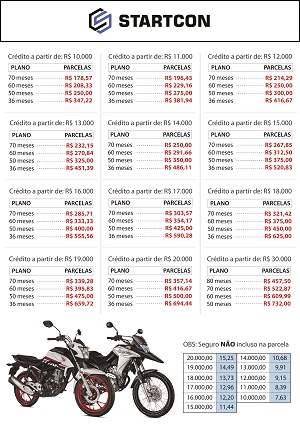 STARTCON
Crédito a partir de: R$ 10.000
PLANO PARCELAS
70 meses R$ 178,57
60 meses R$ 208,33
50 meses R$ 250,00
36 meses R$ 347,22
Crédito a partir de: R$ 11.000
PLANO PARCELAS
70 meses R$ 196,43
60 meses R$ 229,16
50 meses R$ 275,00
36 meses R$ 381,94
Crédito a partir de: R$ 12.000
PLANO PARCELAS
70 meses R$ 214,29
60 meses R$ 250,00
50 meses R$ 300,00
36 meses R$ 416,67
Crédito a partir de: R$ 13.000
PLANO PARCELAS
70 meses R$ 232,15
60 meses R$ 270,84
50 meses R$ 325,00
36 meses R$ 451,39
Crédito a partir de: R$ 14.000
PLANO PARCELAS
70 meses R$ 250,00
60 meses R$ 291,66
50 meses R$ 350,00
36 meses R$ 486,11
Crédito a partir de: R$ 15.000
PLANO PARCELAS
70 meses R$ 267,85
60 meses R$ 312,50
50 meses R$ 375,00
36 meses R$ 520,83
Crédito a partir de: R$ 16.000
PLANO PARCELAS
70 meses R$ 285,71
60 meses R$ 333,33
50 meses R$ 400,00
36 meses R$ 555,56
Crédito a partir de: R$ 17.000
PLANO PARCELAS
70 meses R$ 303,57
60 meses R$ 354,17
50 meses R$ 425,00
36 meses R$ 590,28
Crédito a partir de: R$ 18.000
PLANO PARCELAS
70 meses R$ 321,42
60 meses R$ 375,00
50 meses R$ 450,00
36 meses R$ 625,00
Crédito a partir de: R$ 19.000
PLANO PARCELAS
70 meses R$ 339,28
60 meses R$ 395,83
50 meses R$ 475,00
36 meses R$ 659,72
Crédito a partir de: R$ 20.000
PLANO PARCELAS
70 meses R$ 357,14
60 meses R$ 416,67
50 meses R$ 500,00
36 meses R$ 694,44
Crédito a partir de: R$ 30.000
PLANO PARCELAS
80 meses R$ 457,50
70 meses R$ 522,87
60 meses R$ 609,99
50 meses R$ 732,00
OBS: Seguro NÃO incluso na parcela
20.000,00 15,25 14.000,00 10,68
19.000,00 14,49 13.000,00 9,91
18.000,00 13,73 12.000,00 9,15
17.000,00 12,96 11.000,00 8,39
16.000,00 12,20 10.000,00 7,63
15.000,00 11,44